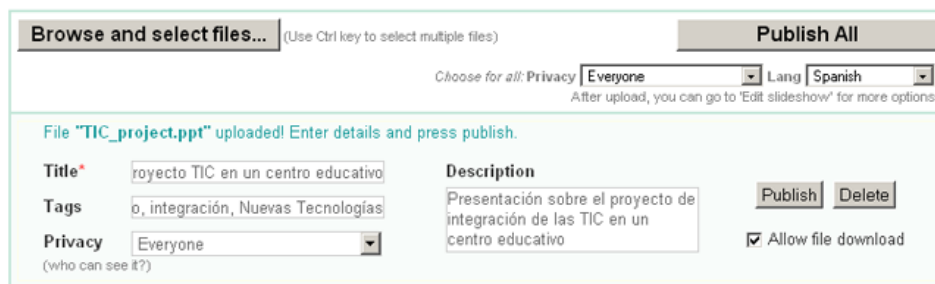 Browse and select files... (Use Ctrl key to select multiple files) Publish All
Choose for all: Privacy Everyone Lang Spanish
After upload, you can go to 'Edit slideshow' for more options
File "TIC_project.ppt" uploaded! Enter details and press publish.
Title* royecto TIC en un centro educativo
Tags o, integración, Nuevas Tecnologías
Privacy Everyone
(who can see it?)
Description
Presentación sobre el proyecto de
integración de las TIC en un
centro educativo
Publish Delete
Allow file download